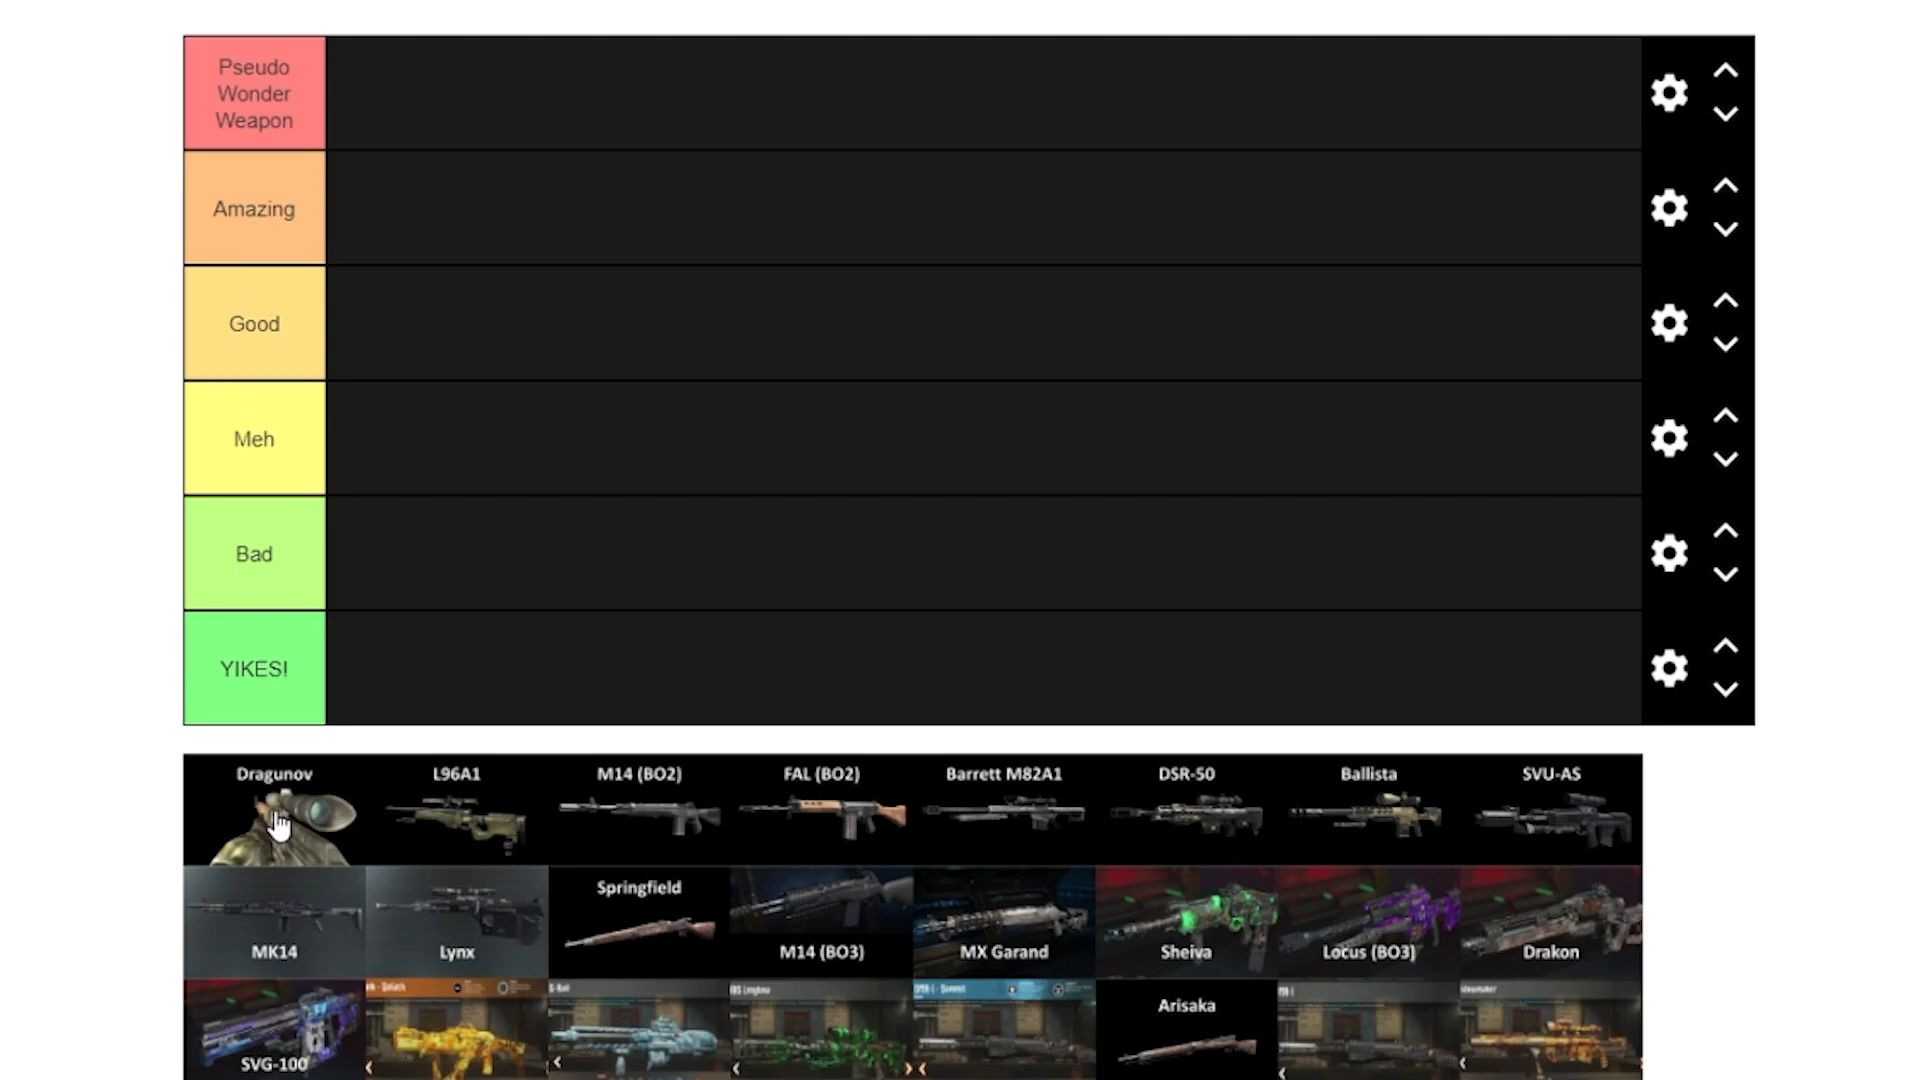 Pseudo
Wonder
Weapon
Amazing
Good
Meh
Bad
YIKES!
Dragunov
L96A1
M14 (BO2)
FAL (BO2)
Barrett M82A1
DSR-50
Ballista
SVU-AS
MK14
Lynx
Springfield
M14 (BO3)
MX Garand
Sheiva
Locus (BO3)
Drakon
SVG-100
Arisaka